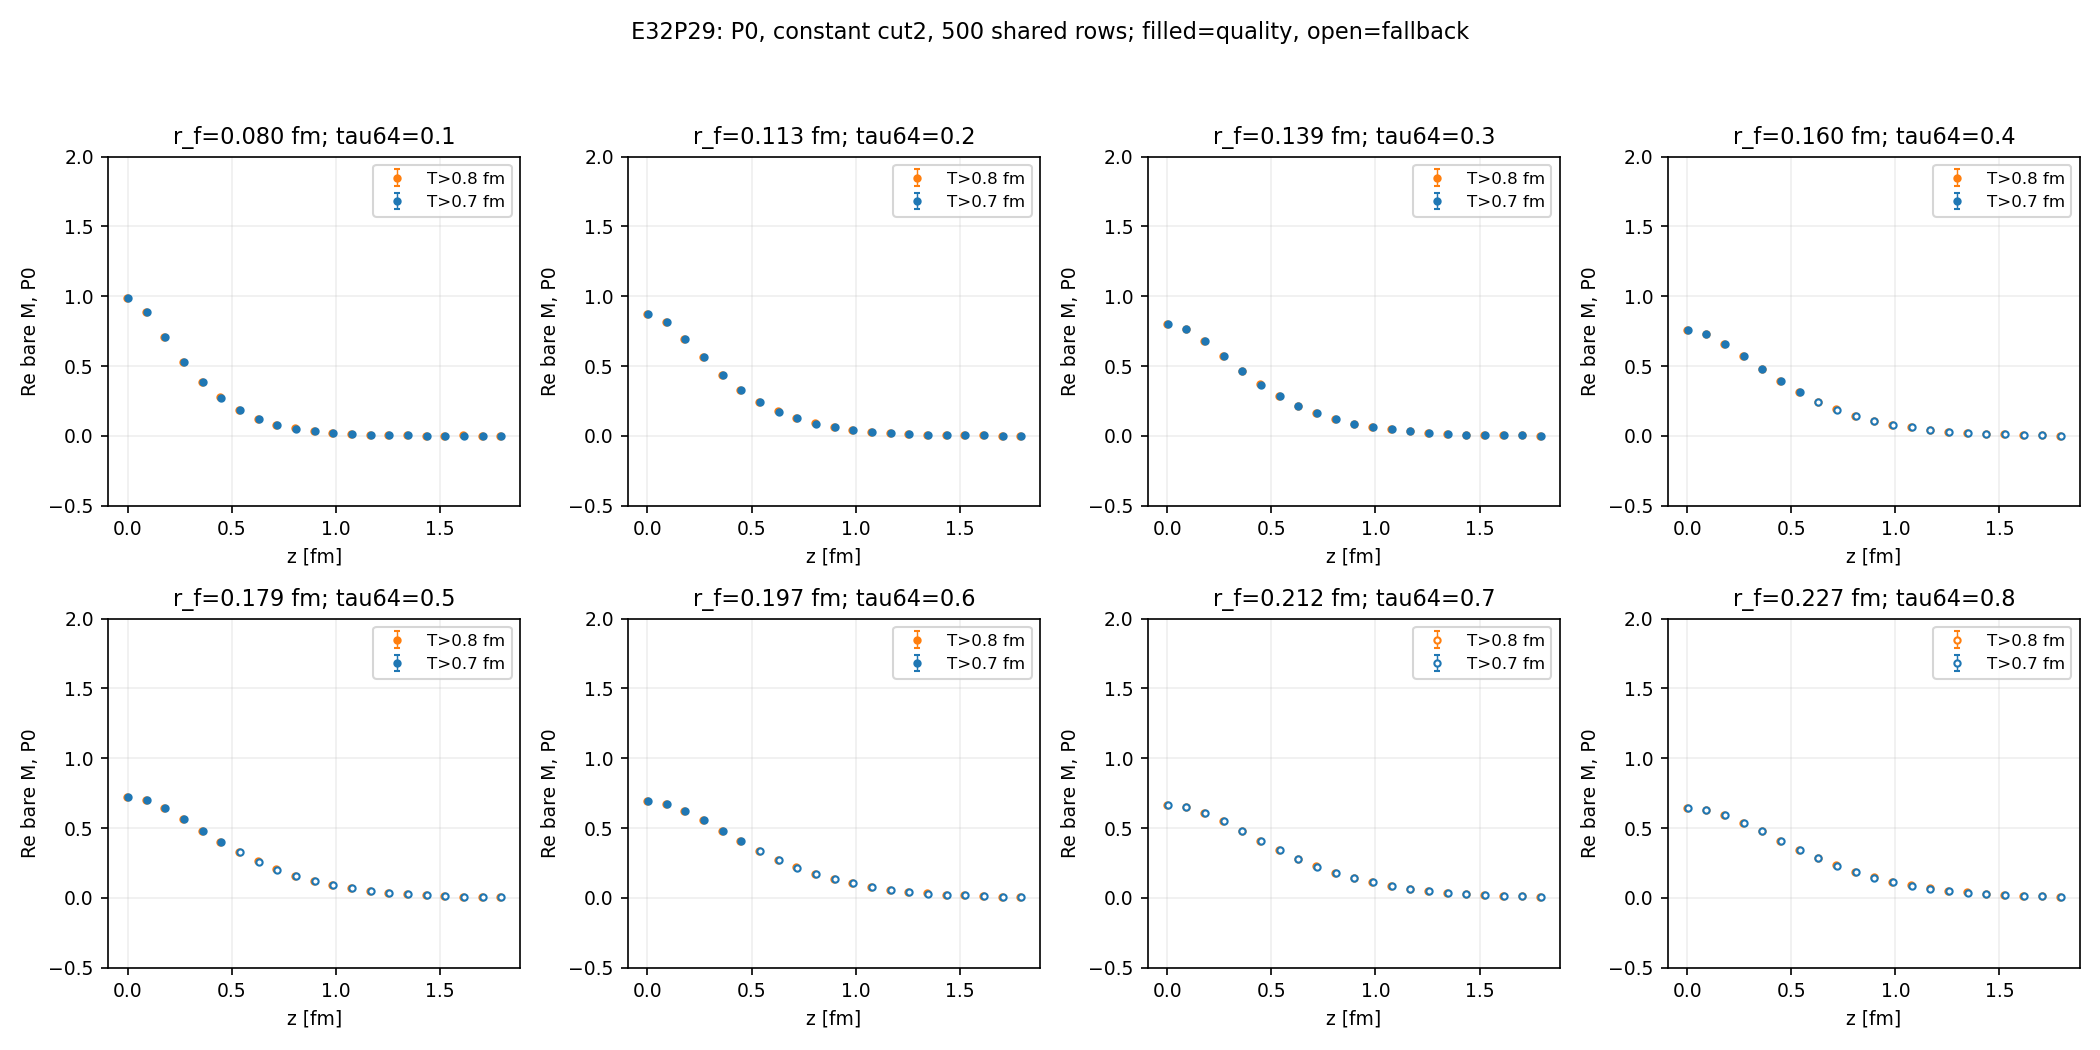 E32P29: P0, constant cut2, 500 shared rows; filled=quality, open=fallback
r_f=0.080 fm; tau64=0.1
2.0
1.5
1.0
0.5
0.0
−0.5
0.0 0.5 1.0 1.5
Re bare M, P0
z [fm]
T>0.8 fm
T>0.7 fm
r_f=0.113 fm; tau64=0.2
2.0
1.5
1.0
0.5
0.0
−0.5
0.0 0.5 1.0 1.5
Re bare M, P0
z [fm]
T>0.8 fm
T>0.7 fm
r_f=0.139 fm; tau64=0.3
2.0
1.5
1.0
0.5
0.0
−0.5
0.0 0.5 1.0 1.5
Re bare M, P0
z [fm]
T>0.8 fm
T>0.7 fm
r_f=0.160 fm; tau64=0.4
2.0
1.5
1.0
0.5
0.0
−0.5
0.0 0.5 1.0 1.5
Re bare M, P0
z [fm]
T>0.8 fm
T>0.7 fm
r_f=0.179 fm; tau64=0.5
2.0
1.5
1.0
0.5
0.0
−0.5
0.0 0.5 1.0 1.5
Re bare M, P0
z [fm]
T>0.8 fm
T>0.7 fm
r_f=0.197 fm; tau64=0.6
2.0
1.5
1.0
0.5
0.0
−0.5
0.0 0.5 1.0 1.5
Re bare M, P0
z [fm]
T>0.8 fm
T>0.7 fm
r_f=0.212 fm; tau64=0.7
2.0
1.5
1.0
0.5
0.0
−0.5
0.0 0.5 1.0 1.5
Re bare M, P0
z [fm]
T>0.8 fm
T>0.7 fm
r_f=0.227 fm; tau64=0.8
2.0
1.5
1.0
0.5
0.0
−0.5
0.0 0.5 1.0 1.5
Re bare M, P0
z [fm]
T>0.8 fm
T>0.7 fm